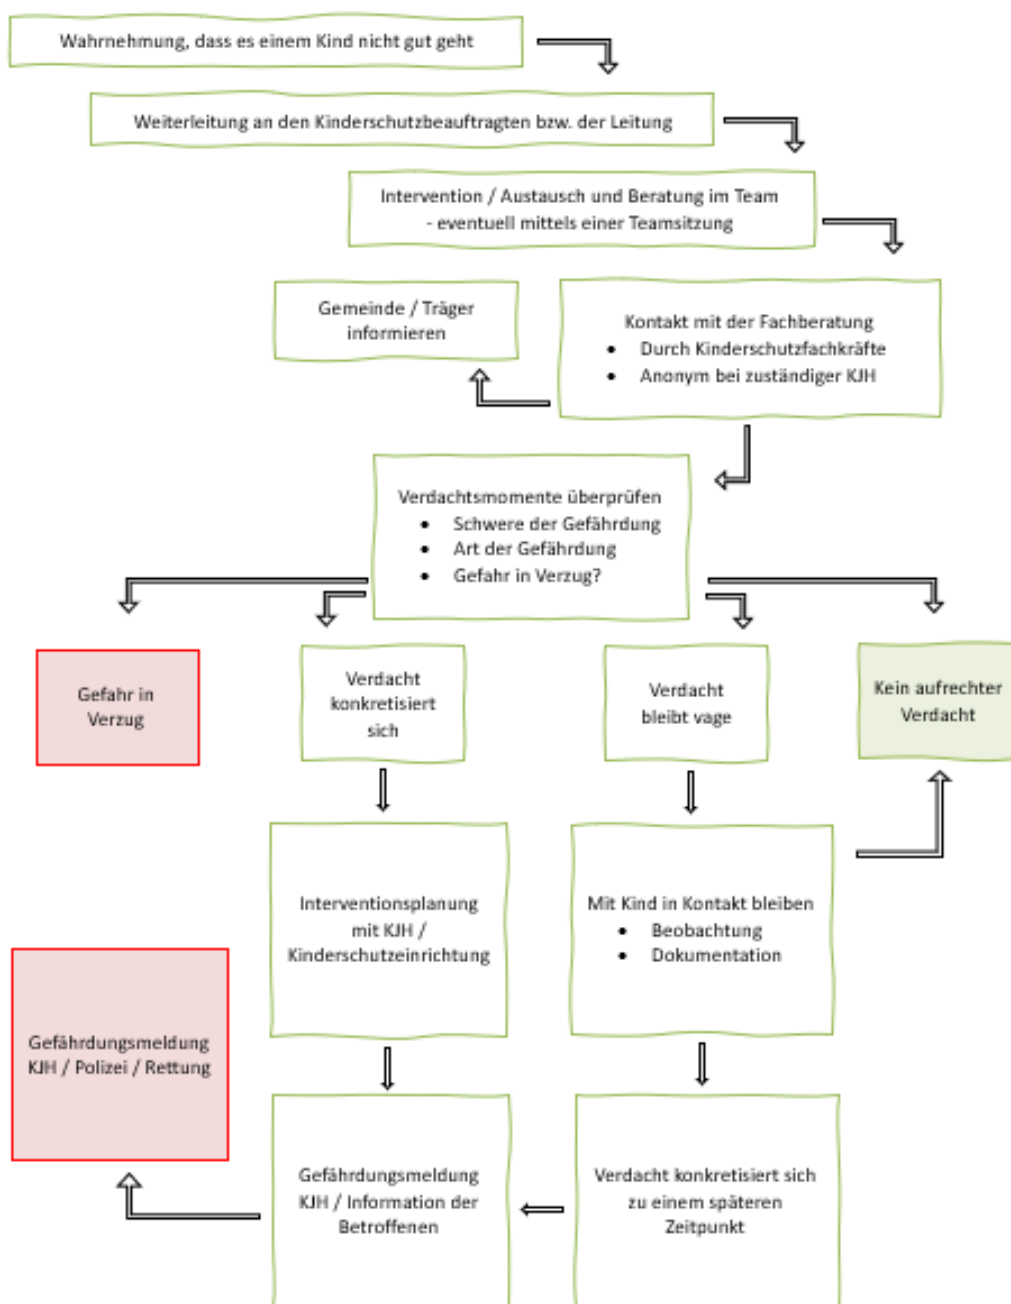 Wahrnehmung, dass es einem Kind nicht gut geht
Weiterleitung an den Kinderschutzbeauftragten bzw. der Leitung
Intervention / Austausch und Beratung im Team
- eventuell mittels einer Teamsitzung
Gemeinde / Träger
informieren
Kontakt mit der Fachberatung
• Durch Kinderschutzfachkräfte
• Anonym bei zuständiger KJH
Verdachtsmomente überprüfen
• Schwere der Gefährdung
• Art der Gefährdung
• Gefahr in Verzug?
Gefahr in
Verzug
Verdacht
konkretisiert
sich
Verdacht
bleibt vage
Kein aufrechter
Verdacht
Interventionsplanung
mit KJH /
Kinderschutzeinrichtung
Mit Kind in Kontakt bleiben
• Beobachtung
• Dokumentation
Gefährdungsmeldung
KJH / Polizei / Rettung
Gefährdungsmeldung
KJH / Information der
Betroffenen
Verdacht konkretisiert sich
zu einem späteren
Zeitpunkt